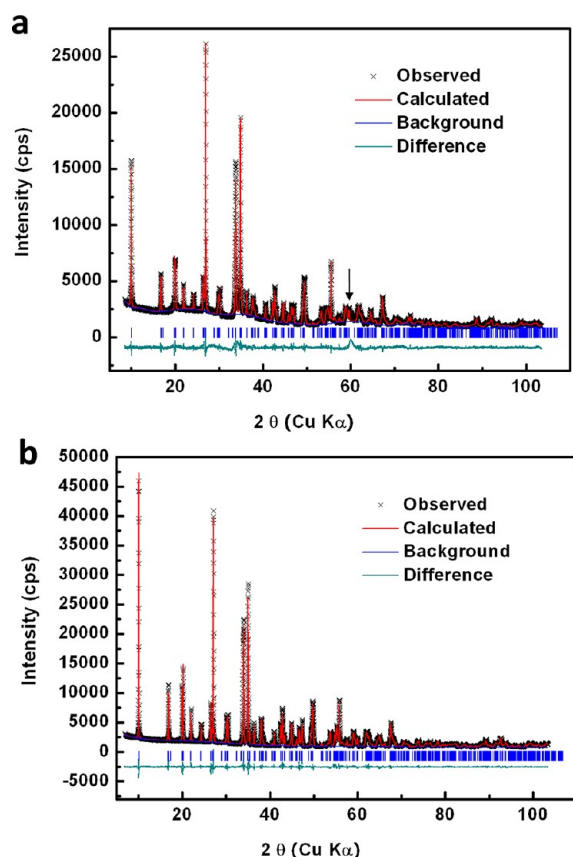 a
25000
20000
15000
10000
5000
0
Intensity (cps)
Observed
Calculated
Background
Difference
20 40 60 80 100
2 θ (Cu Kα)
b
50000
45000
40000
35000
30000
25000
20000
15000
10000
5000
0
-5000
Intensity (cps)
Observed
Calculated
Background
Difference
20 40 60 80 100
2 θ (Cu Kα)